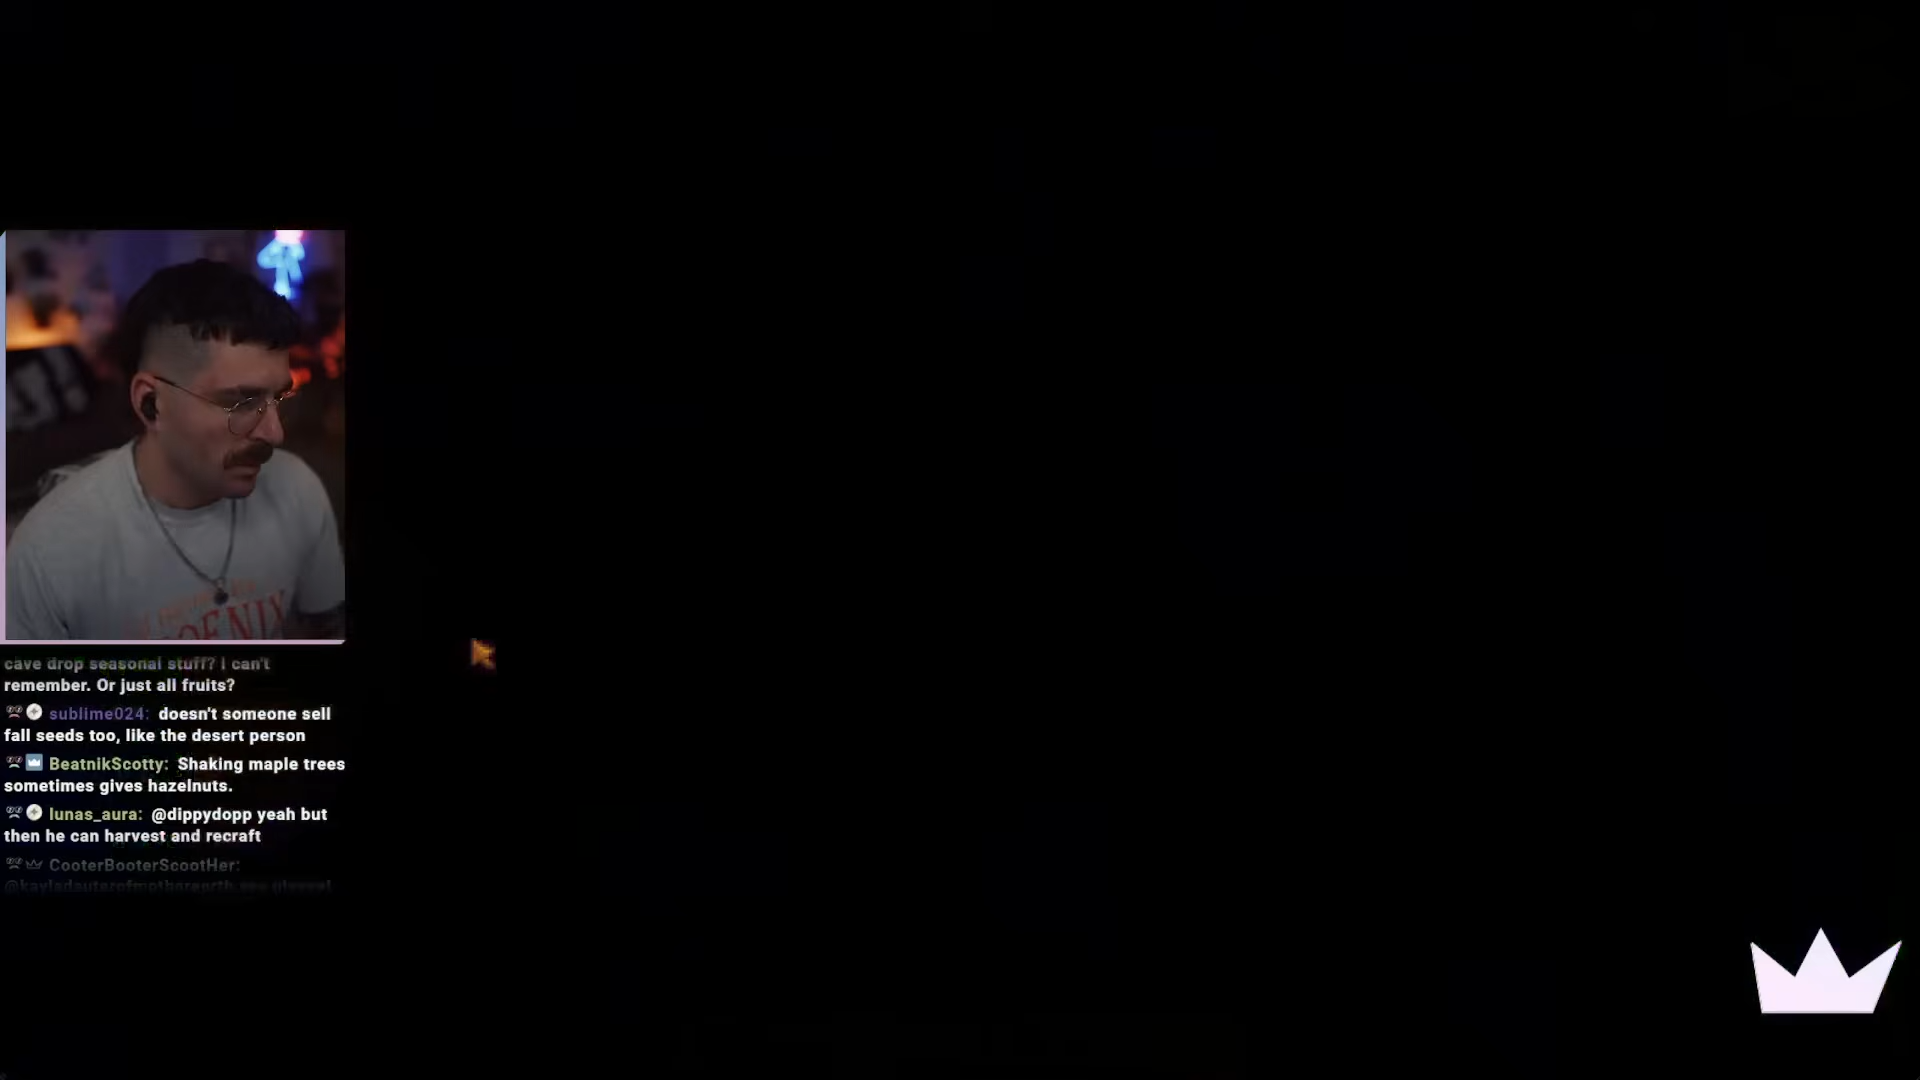 cave drop seasonal stuff? I can't
remember. Or just all fruits?
sublime024: doesn't someone sell
fall seeds too, like the desert person
BeatnikScotty: Shaking maple trees
sometimes gives hazelnuts.
lunas_aura: @dippydopp yeah but
then he can harvest and recraft
CooterBooterScootHer: